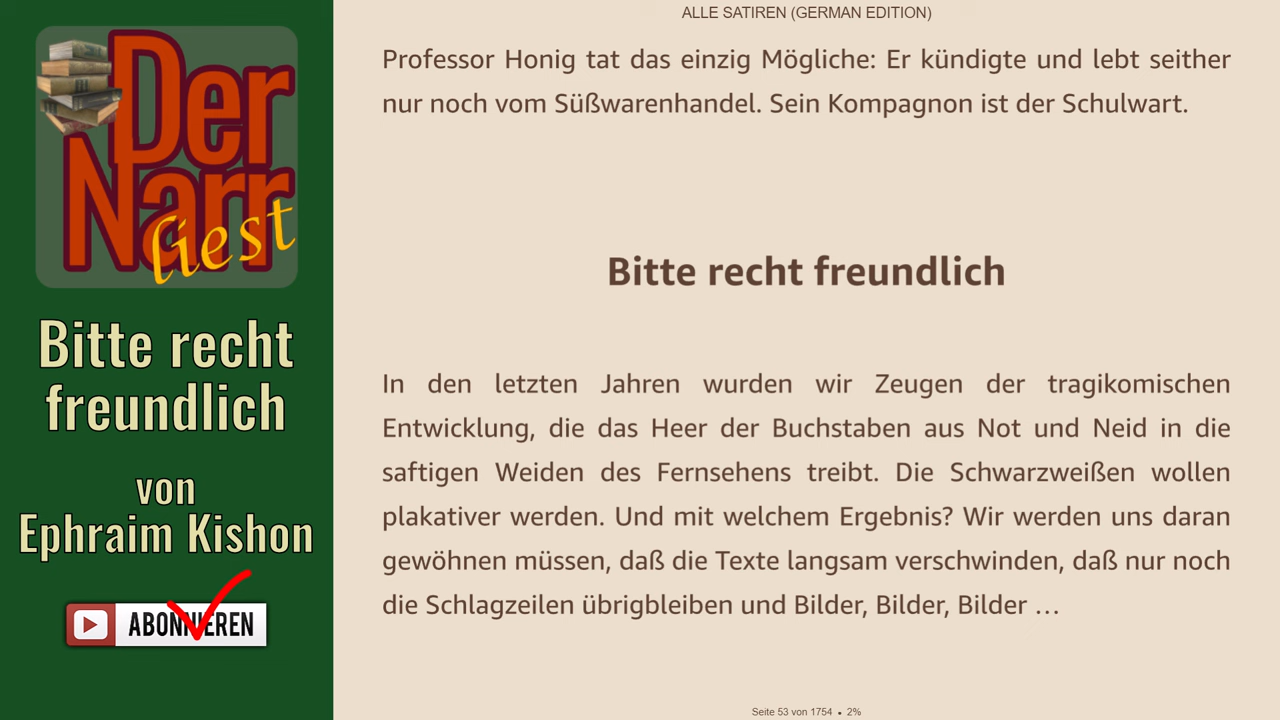 Der
Narr
liest
Bitte recht
freundlich
von
Ephraim Kishon
ABONNIEREN
ALLE SATIREN (GERMAN EDITION)
Professor Honig tat das einzig Mögliche: Er kündigte und lebt seither
nur noch vom Süßwarenhandel. Sein Kompagnon ist der Schulwart.
Bitte recht freundlich
In den letzten Jahren wurden wir Zeugen der tragikomischen
Entwicklung, die das Heer der Buchstaben aus Not und Neid in die
saftigen Weiden des Fernsehens treibt. Die Schwarzweißen wollen
plakativer werden. Und mit welchem Ergebnis? Wir werden uns daran
gewöhnen müssen, daß die Texte langsam verschwinden, daß nur noch
die Schlagzeilen übrigbleiben und Bilder, Bilder, Bilder …
Seite 53 von 1754 • 2%